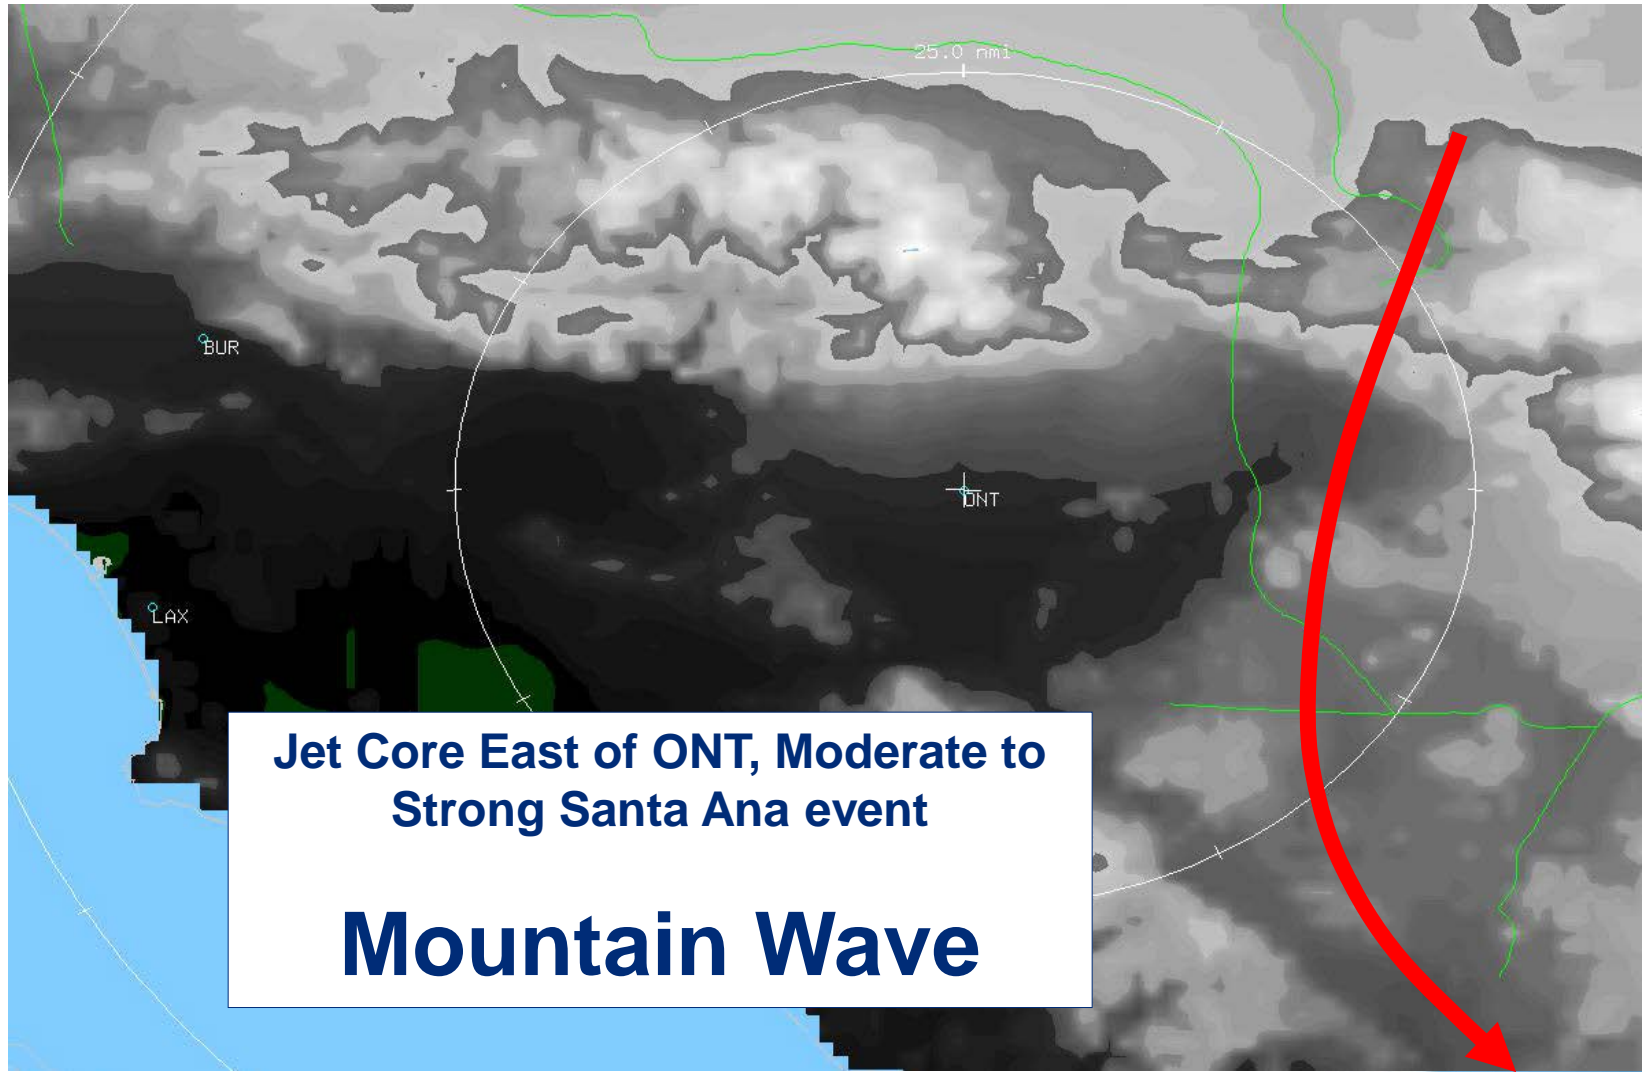 25.0 nmi
BUR
ONT
LAX
Jet Core East of ONT, Moderate to
Strong Santa Ana event
Mountain Wave